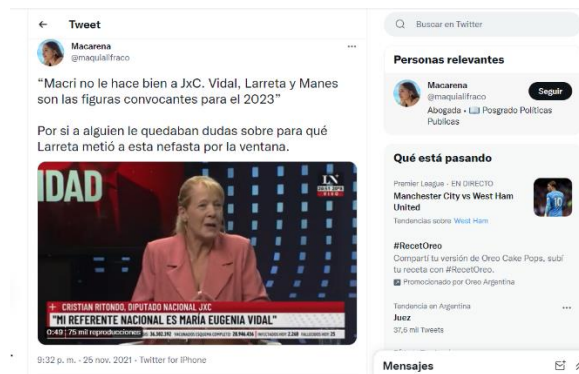 Tweet
Macarena
@maquialifraco
“Macri no le hace bien a JxC. Vidal, Larreta y Manes
son las figuras convocantes para el 2023”
Por si a alguien le quedaban dudas sobre para qué
Larreta metió a esta nefasta por la ventana.
IDAD
LN
CRISTIAN RITONDO, DIPUTADO NACIONAL JXC
"MI REFERENTE NACIONAL ES MARÍA EUGENIA VIDAL"
0:49 75 mil reproducciones
9:32 p. m. · 25 nov. 2021 · Twitter for iPhone
Buscar en Twitter
Personas relevantes
Macarena
@maquialifraco
Seguir
Abogada • Posgrado Políticas
Publicas
Qué está pasando
Premier League · EN DIRECTO
Manchester City vs West Ham
United
Tendencias sobre West Ham
#RecetOreo
Compartí tu versión de Oreo Cake Pops, subí
tu receta con #RecetOreo.
Promocionado por Oreo Argentina
Tendencia en Argentina
Juez
37,6 mil Tweets
Mensajes